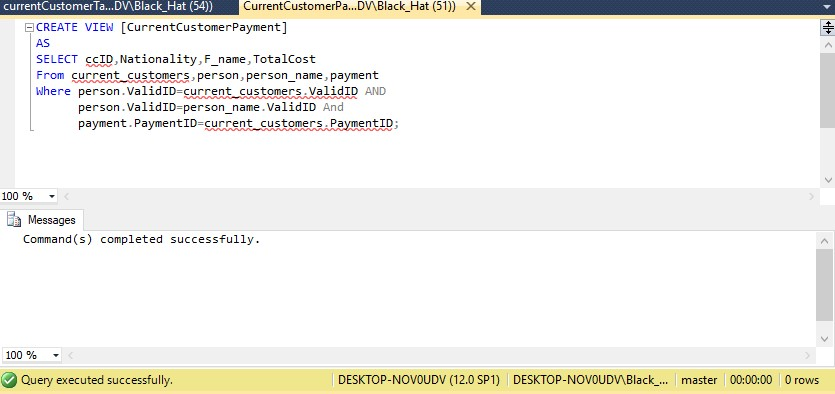 currentCustomerTa...DV\Black_Hat (54)) CurrentCustomerPa...DV\Black_Hat (51))
CREATE VIEW [CurrentCustomerPayment]
AS
SELECT ccID,Nationality,F_name,TotalCost
From current_customers,person,person_name,payment
Where person.ValidID=current_customers.ValidID AND
person.ValidID=person_name.ValidID And
payment.PaymentID=current_customers.PaymentID;
100 %
Messages
Command(s) completed successfully.
100 %
Query executed successfully. DESKTOP-NOV0UDV (12.0 SP1) DESKTOP-NOV0UDV\Black_... master 00:00:00 0 rows